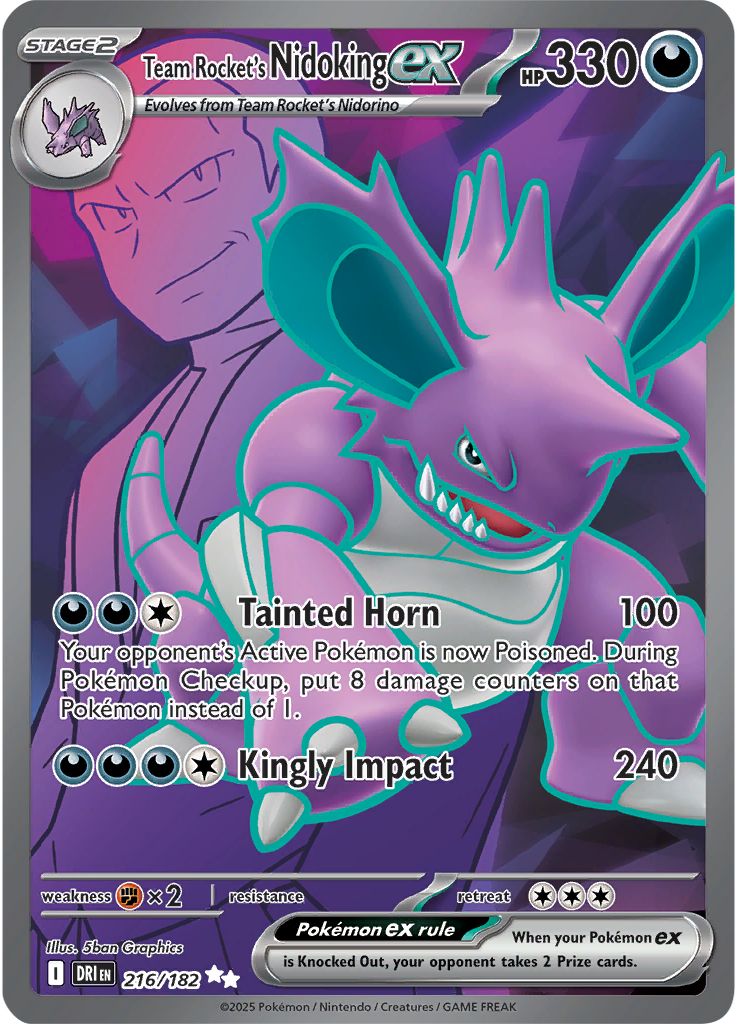 STAGE2
Team Rocket's Nidoking ex HP 330
Evolves from Team Rocket's Nidorino
Tainted Horn 100
Your opponent's Active Pokémon is now Poisoned. During
Pokémon Checkup, put 8 damage counters on that
Pokémon instead of 1.
Kingly Impact 240
weakness ×2 resistance retreat
Pokémon ex rule
When your Pokémon ex
is Knocked Out, your opponent takes 2 Prize cards.
Illus. 5ban Graphics
I DRI EN 216/182
©2025 Pokémon / Nintendo / Creatures / GAME FREAK